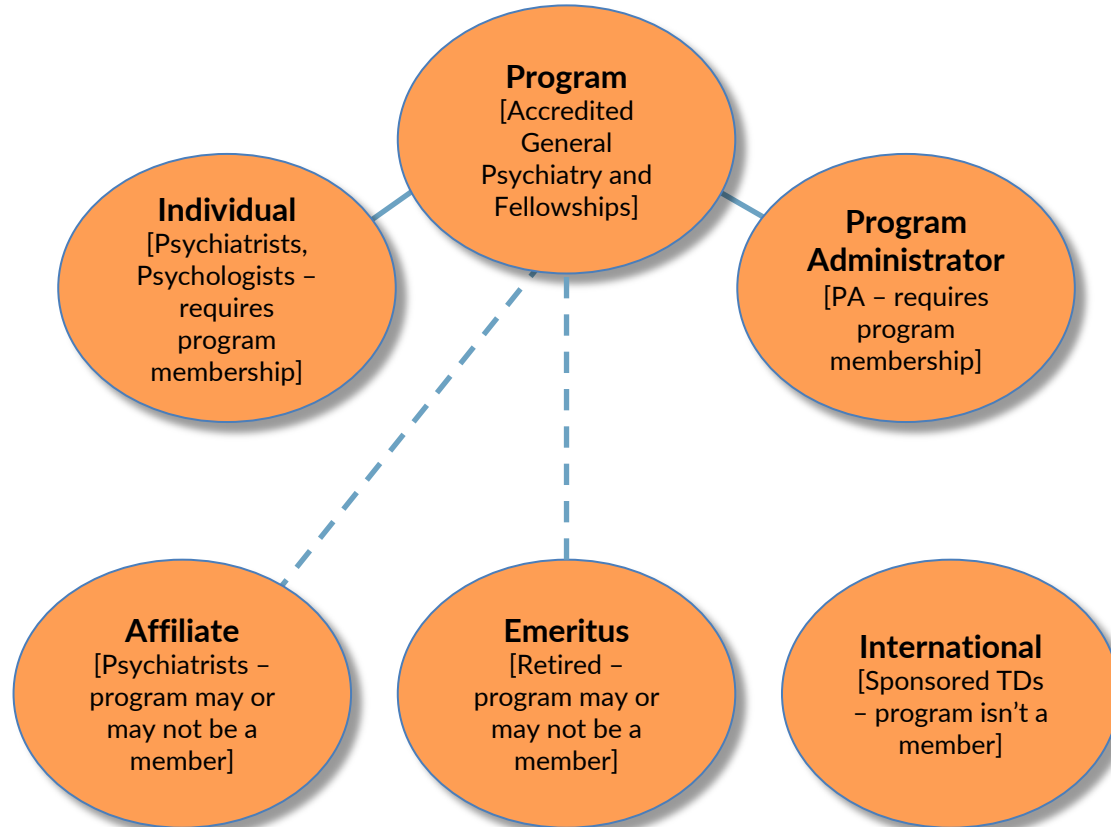 Program
[Accredited
General
Psychiatry and
Fellowships]
Individual
[Psychiatrists,
Psychologists –
requires
program
membership]
Program
Administrator
[PA – requires
program
membership]
Affiliate
[Psychiatrists –
program may or
may not be a
member]
Emeritus
[Retired –
program may or
may not be a
member]
International
[Sponsored TDs
– program isn’t a
member]